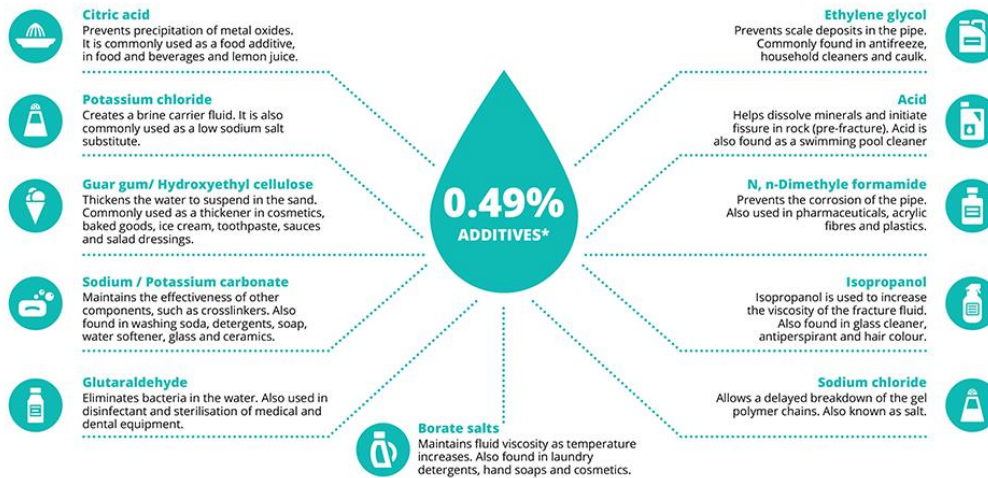 Citric acid
Prevents precipitation of metal oxides.
It is commonly used as a food additive,
in food and beverages and lemon juice.
Potassium chloride
Creates a brine carrier fluid. It is also
commonly used as a low sodium salt
substitute.
Guar gum/ Hydroxyethyl cellulose
Thickens the water to suspend in the sand.
Commonly used as a thickener in cosmetics,
baked goods, ice cream, toothpaste, sauces
and salad dressings.
Sodium / Potassium carbonate
Maintains the effectiveness of other
components, such as crosslinkers. Also
found in washing soda, detergents, soap,
water softener, glass and ceramics.
Glutaraldehyde
Eliminates bacteria in the water. Also used in
disinfectant and sterilisation of medical and
dental equipment.
0.49%
ADDITIVES*
Borate salts
Maintains fluid viscosity as temperature
increases. Also found in laundry
detergents, hand soaps and cosmetics.
Ethylene glycol
Prevents scale deposits in the pipe.
Commonly found in antifreeze,
household cleaners and caulk.
Acid
Helps dissolve minerals and initiate
fissure in rock (pre-fracture). Acid is
also found as a swimming pool cleaner
N, n-Dimethyle formamide
Prevents the corrosion of the pipe.
Also used in pharmaceuticals, acrylic
fibres and plastics.
Isopropanol
Isopropanol is used to increase
the viscosity of the fracture fluid.
Also found in glass cleaner,
antiperspirant and hair colour.
Sodium chloride
Allows a delayed breakdown of the gel
polymer chains. Also known as salt.